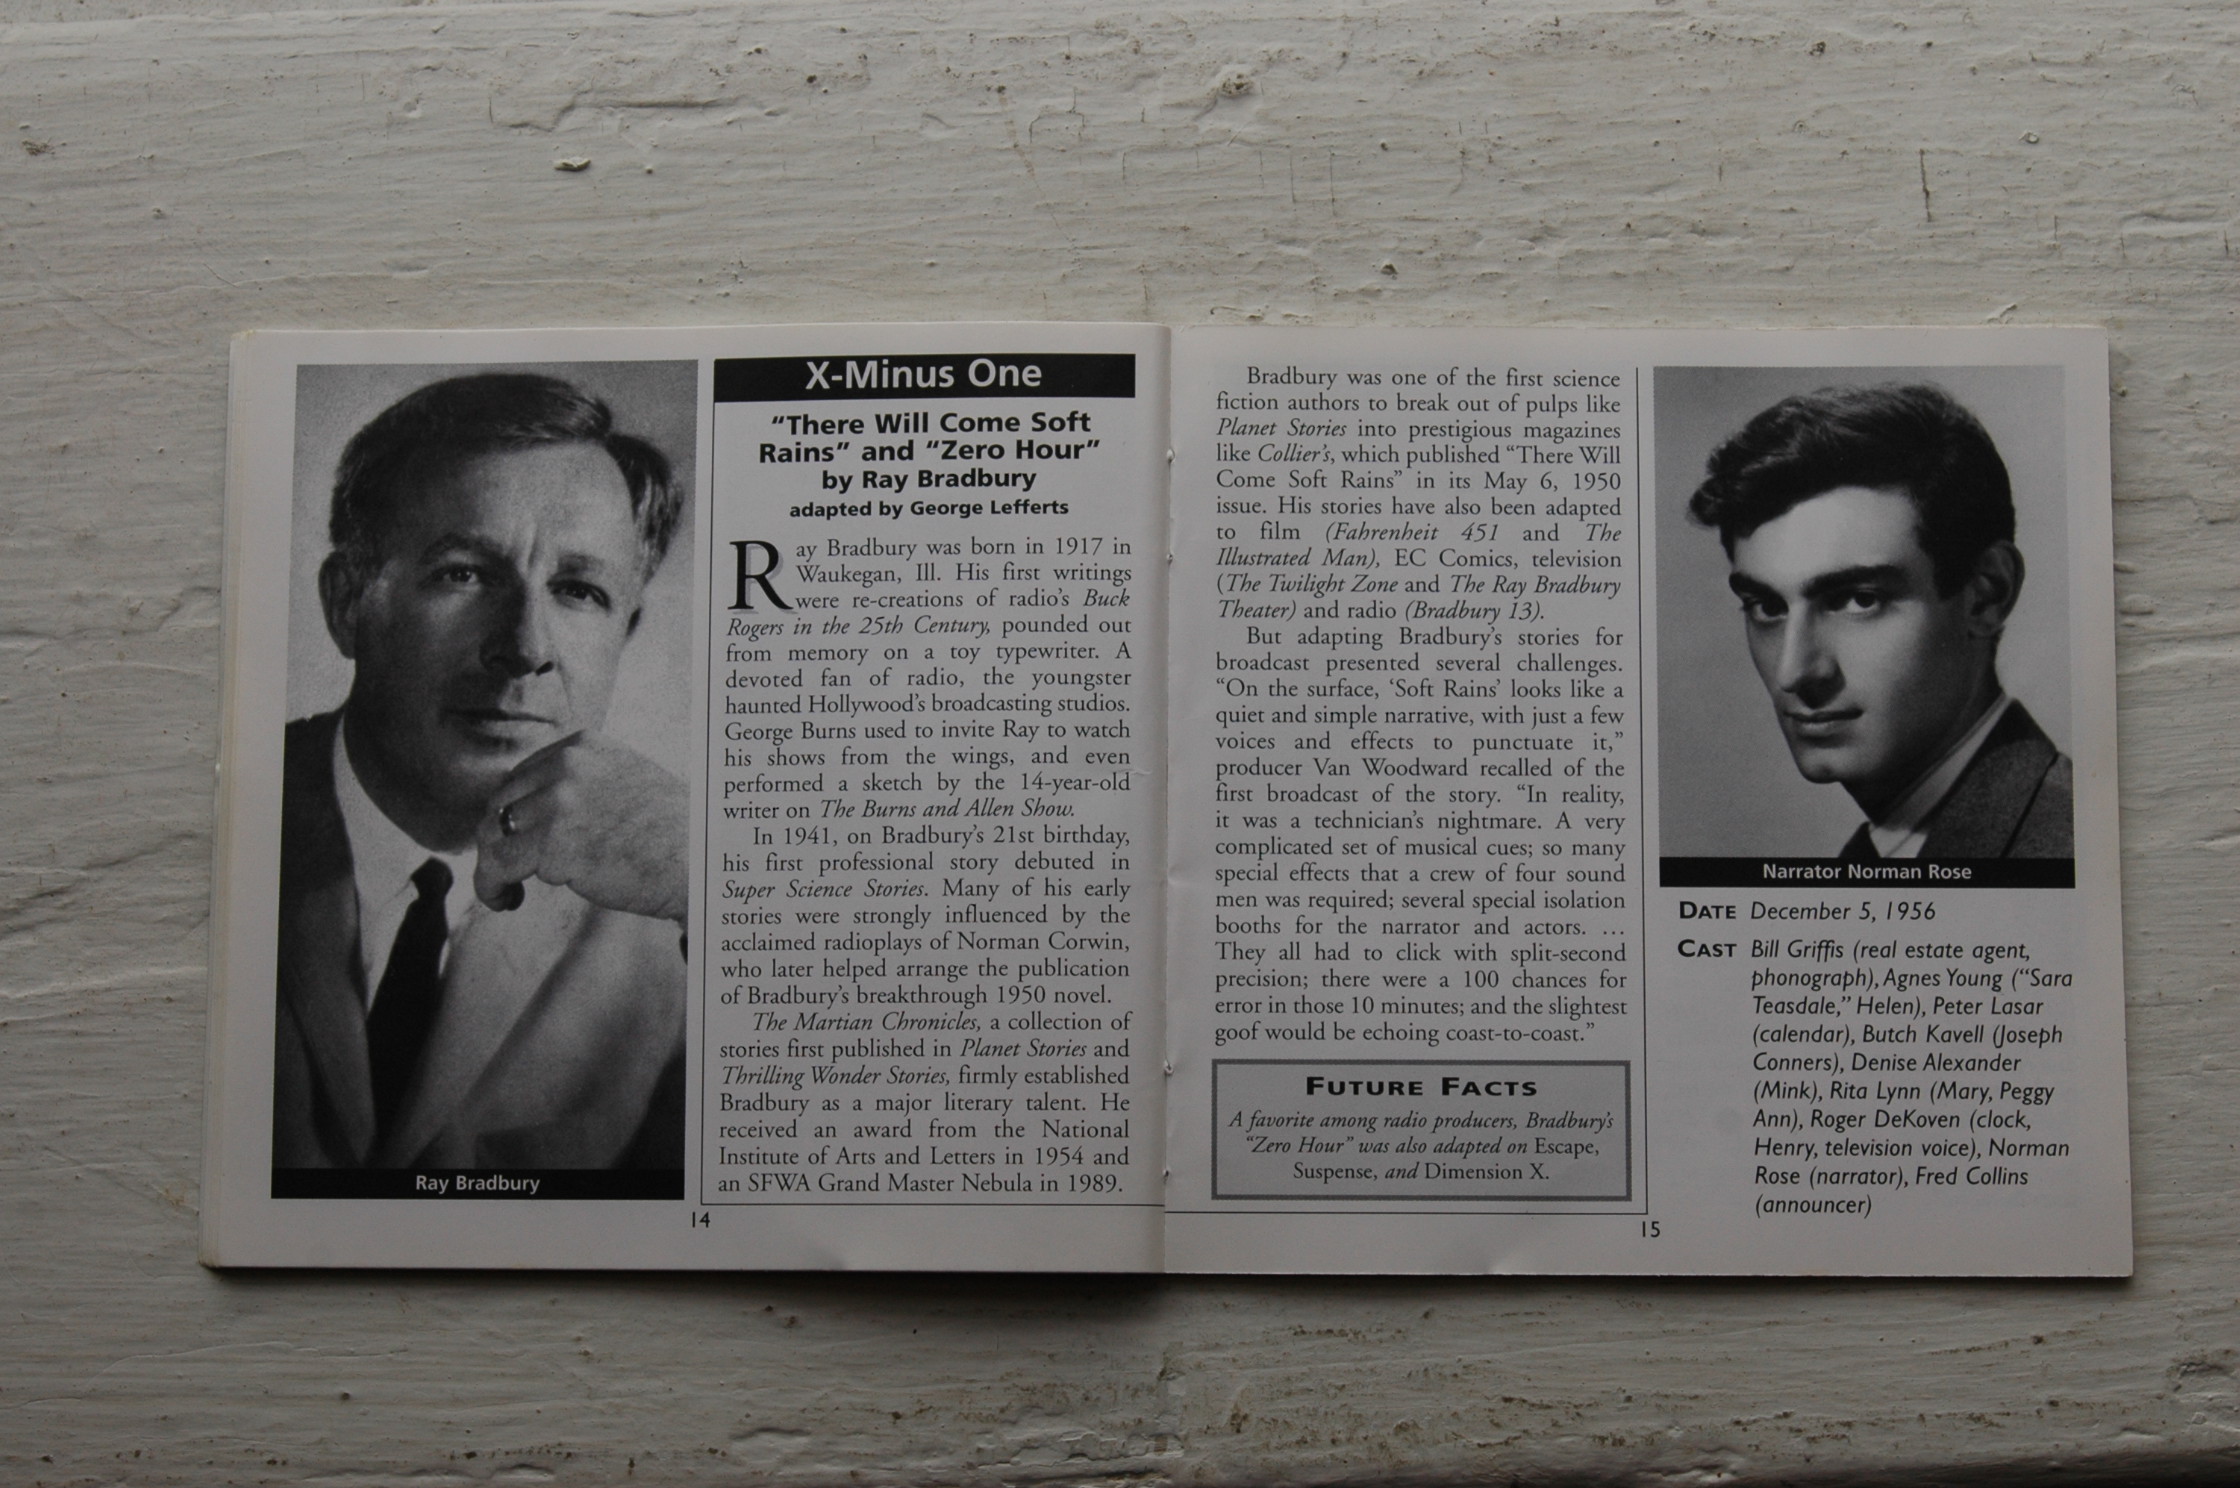 Ray Bradbury
X-Minus One
“There Will Come Soft
Rains” and “Zero Hour”
by Ray Bradbury
adapted by George Lefferts
Ray Bradbury was born in 1917 in
Waukegan, Ill. His first writings
were re-creations of radio’s Buck
Rogers in the 25th Century, pounded out
from memory on a toy typewriter. A
devoted fan of radio, the youngster
haunted Hollywood’s broadcasting studios.
George Burns used to invite Ray to watch
his shows from the wings, and even
performed a sketch by the 14-year-old
writer on The Burns and Allen Show.
In 1941, on Bradbury’s 21st birthday,
his first professional story debuted in
Super Science Stories. Many of his early
stories were strongly influenced by the
acclaimed radioplays of Norman Corwin,
who later helped arrange the publication
of Bradbury’s breakthrough 1950 novel.
The Martian Chronicles, a collection of
stories first published in Planet Stories and
Thrilling Wonder Stories, firmly established
Bradbury as a major literary talent. He
received an award from the National
Institute of Arts and Letters in 1954 and
an SFWA Grand Master Nebula in 1989.
14
Bradbury was one of the first science
fiction authors to break out of pulps like
Planet Stories into prestigious magazines
like Collier’s, which published “There Will
Come Soft Rains” in its May 6, 1950
issue. His stories have also been adapted
to film (Fahrenheit 451 and The
Illustrated Man), EC Comics, television
(The Twilight Zone and The Ray Bradbury
Theater) and radio (Bradbury 13).
But adapting Bradbury’s stories for
broadcast presented several challenges.
“On the surface, ‘Soft Rains’ looks like a
quiet and simple narrative, with just a few
voices and effects to punctuate it,”
producer Van Woodward recalled of the
first broadcast of the story. “In reality,
it was a technician’s nightmare. A very
complicated set of musical cues; so many
special effects that a crew of four sound
men was required; several special isolation
booths for the narrator and actors. ...
They all had to click with split-second
precision; there were a 100 chances for
error in those 10 minutes; and the slightest
goof would be echoing coast-to-coast.”
FUTURE FACTS
A favorite among radio producers, Bradbury’s
“Zero Hour” was also adapted on Escape,
Suspense, and Dimension X.
15
Narrator Norman Rose
DATE December 5, 1956
CAST Bill Griffis (real estate agent,
phonograph), Agnes Young (“Sara
Teasdale,” Helen), Peter Lasar
(calendar), Butch Kavell (Joseph
Conners), Denise Alexander
(Mink), Rita Lynn (Mary, Peggy
Ann), Roger DeKoven (clock,
Henry, television voice), Norman
Rose (narrator), Fred Collins
(announcer)